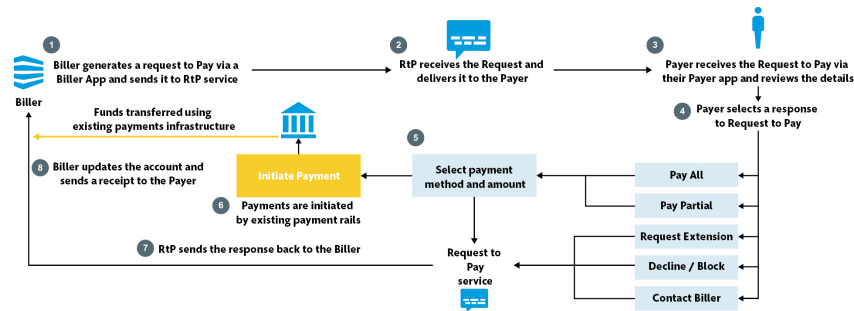 1
Biller generates a request to Pay via a
Biller App and sends it to RtP service
Biller
2
RtP receives the Request and
delivers it to the Payer
3
Payer receives the Request to Pay via
their Payer app and reviews the details
4
Payer selects a response
to Request to Pay
Pay All
Pay Partial
Request Extension
Decline / Block
Contact Biller
5
Select payment
method and amount
Initiate Payment
6
Payments are initiated
by existing payment rails
Funds transferred using
existing payments infrastructure
Request to
Pay
service
7
RtP sends the response back to the Biller
8
Biller updates the account and
sends a receipt to the Payer